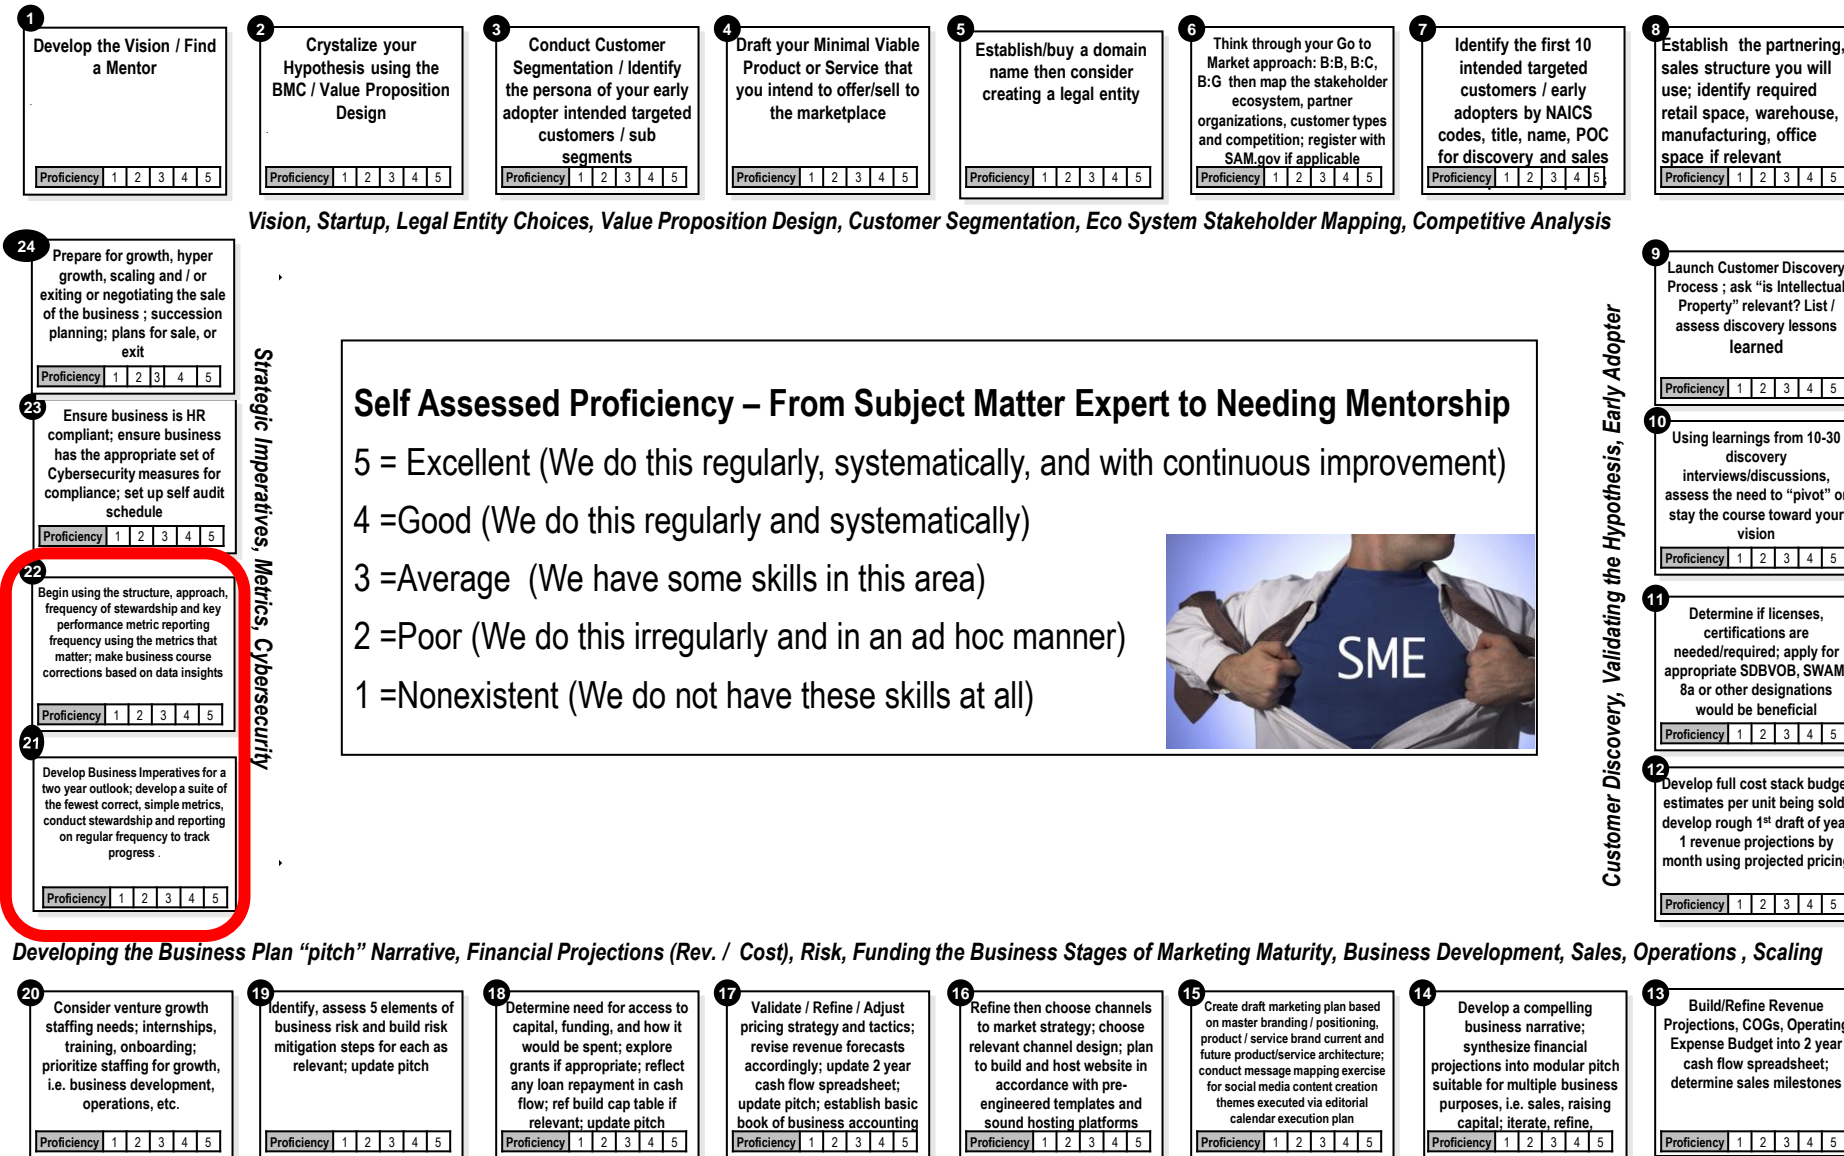 1
Develop the Vision / Find
a Mentor
Proficiency 1 2 3 4 5
2
Crystalize your
Hypothesis using the
BMC / Value Proposition
Design
Proficiency 1 2 3 4 5
3
Conduct Customer
Segmentation / Identify
the persona of your early
adopter intended targeted
customers / sub
segments
Proficiency 1 2 3 4 5
4
Draft your Minimal Viable
Product or Service that
you intend to offer/sell to
the marketplace
Proficiency 1 2 3 4 5
5
Establish/buy a domain
name then consider
creating a legal entity
Proficiency 1 2 3 4 5
6
Think through your Go to
Market approach: B:B, B:C,
B:G then map the stakeholder
ecosystem, partner
organizations, customer types
and competition; register with
SAM.gov if applicable
Proficiency 1 2 3 4 5
7
Identify the first 10
intended targeted
customers / early
adopters by NAICS
codes, title, name, POC
for discovery and sales
Proficiency 1 2 3 4 5
8
Establish the partnering,
sales structure you will
use; identify required
retail space, warehouse,
manufacturing, office
space if relevant
Proficiency 1 2 3 4 5
Vision, Startup, Legal Entity Choices, Value Proposition Design, Customer Segmentation, Eco System Stakeholder Mapping, Competitive Analysis
24
Prepare for growth, hyper
growth, scaling and / or
exiting or negotiating the sale
of the business ; succession
planning; plans for sale, or
exit
Proficiency 1 2 3 4 5
23
Ensure business is HR
compliant; ensure business
has the appropriate set of
Cybersecurity measures for
compliance; set up self audit
schedule
Proficiency 1 2 3 4 5
22
Begin using the structure, approach,
frequency of stewardship and key
performance metric reporting
frequency using the metrics that
matter; make business course
corrections based on data insights
Proficiency 1 2 3 4 5
21
Develop Business Imperatives for a
two year outlook; develop a suite of
the fewest correct, simple metrics,
conduct stewardship and reporting
on regular frequency to track
progress .
Proficiency 1 2 3 4 5
Strategic Imperatives, Metrics, Cybersecurity
Self Assessed Proficiency – From Subject Matter Expert to Needing Mentorship
5 = Excellent (We do this regularly, systematically, and with continuous improvement)
4 =Good (We do this regularly and systematically)
3 =Average (We have some skills in this area)
2 =Poor (We do this irregularly and in an ad hoc manner)
1 =Nonexistent (We do not have these skills at all)
SME
Customer Discovery, Validating the Hypothesis, Early Adopter
9
Launch Customer Discovery
Process ; ask “is Intellectual
Property” relevant? List /
assess discovery lessons
learned
Proficiency 1 2 3 4 5
10
Using learnings from 10-30
discovery
interviews/discussions,
assess the need to “pivot” or
stay the course toward your
vision
Proficiency 1 2 3 4 5
11
Determine if licenses,
certifications are
needed/required; apply for
appropriate SDBVOB, SWAM
8a or other designations
would be beneficial
Proficiency 1 2 3 4 5
12
Develop full cost stack budge
estimates per unit being sold
develop rough 1st draft of yea
1 revenue projections by
month using projected pricing
Proficiency 1 2 3 4 5
Developing the Business Plan “pitch” Narrative, Financial Projections (Rev. / Cost), Risk, Funding the Business Stages of Marketing Maturity, Business Development, Sales, Operations , Scaling
20
Consider venture growth
staffing needs; internships,
training, onboarding;
prioritize staffing for growth,
i.e. business development,
operations, etc.
Proficiency 1 2 3 4 5
19
Identify, assess 5 elements of
business risk and build risk
mitigation steps for each as
relevant; update pitch
Proficiency 1 2 3 4 5
18
Determine need for access to
capital, funding, and how it
would be spent; explore
grants if appropriate; reflect
any loan repayment in cash
flow; ref build cap table if
relevant; update pitch
Proficiency 1 2 3 4 5
17
Validate / Refine / Adjust
pricing strategy and tactics;
revise revenue forecasts
accordingly; update 2 year
cash flow spreadsheet;
update pitch; establish basic
book of business accounting
Proficiency 1 2 3 4 5
16
Refine then choose channels
to market strategy; choose
relevant channel design; plan
to build and host website in
accordance with pre-
engineered templates and
sound hosting platforms
Proficiency 1 2 3 4 5
15
Create draft marketing plan based
on master branding / positioning,
product / service brand current and
future product/service architecture;
conduct message mapping exercise
for social media content creation
themes executed via editorial
calendar execution plan
Proficiency 1 2 3 4 5
14
Develop a compelling
business narrative;
synthesize financial
projections into modular pitch
suitable for multiple business
purposes, i.e. sales, raising
capital; iterate, refine,
Proficiency 1 2 3 4 5
13
Build/Refine Revenue
Projections, COGs, Operating
Expense Budget into 2 year
cash flow spreadsheet;
determine sales milestones
Proficiency 1 2 3 4 5